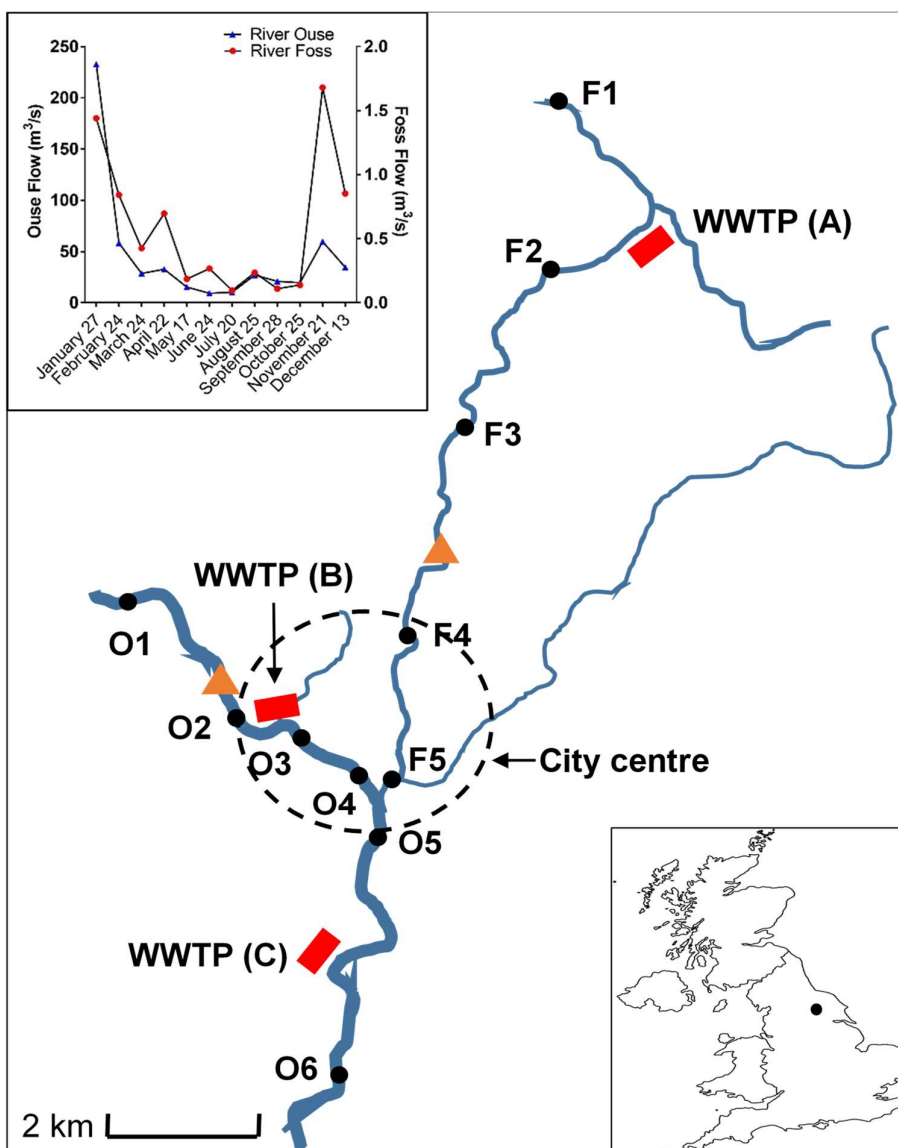 River Ouse
River Foss
Ouse Flow (m³/s)
250
200
150
100
50
0
Foss Flow (m³/s)
2.0
1.5
1.0
0.5
0.0
January 27
February 24
March 24
April 22
May 17
June 24
July 20
August 25
September 28
October 25
November 21
December 13
F1
WWTP (A)
F2
F3
WWTP (B)
F4
O1
O2
O3
F5
City centre
O4
O5
WWTP (C)
O6
2 km